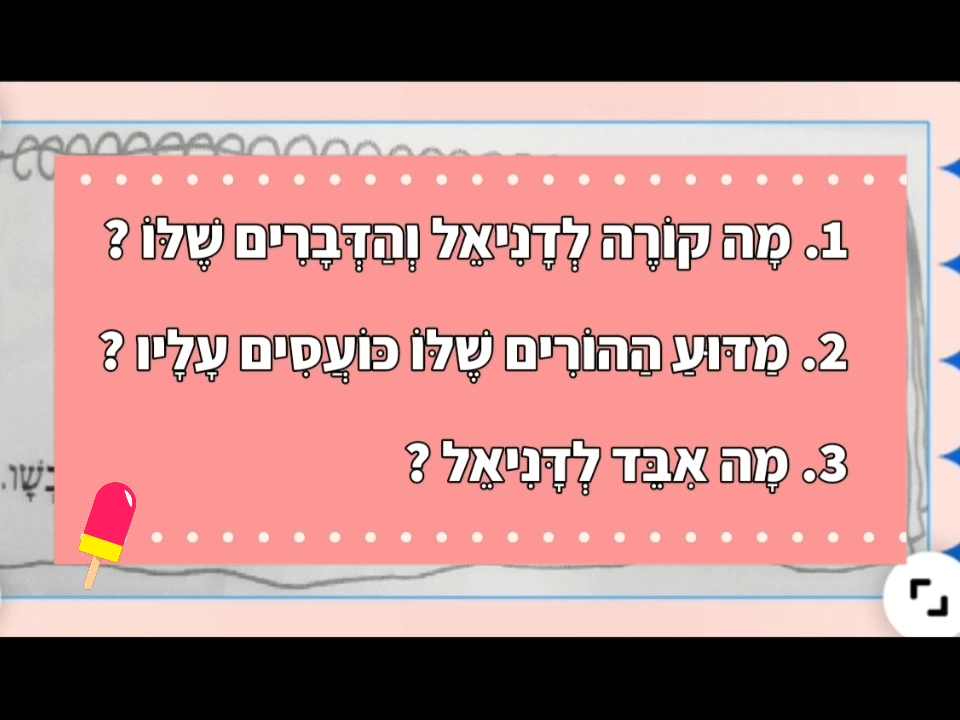 1. מָה קוֹרֶה לְדָנִיאֵל וְהַדְּבָרִים שֶׁלּוֹ ?
2. מַדּוּעַ הַהוֹרִים שֶׁלּוֹ כּוֹעֲסִים עָלָיו ?
3. מָה אִבֵּד לְדָּנִיאֵל ?